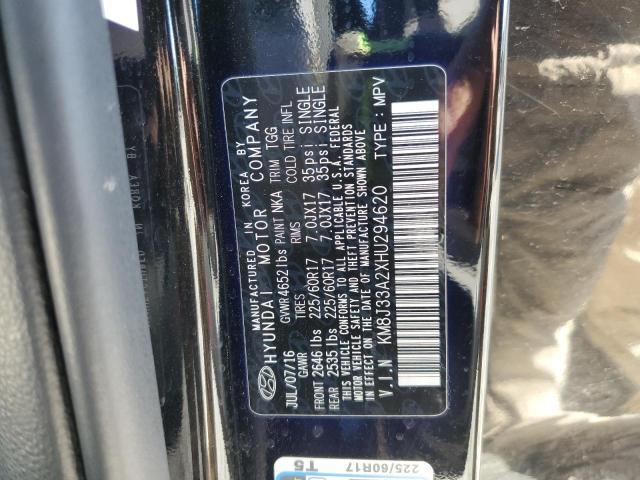 MANUFACTURED IN KOREA BY
HYUNDAI MOTOR COMPANY
JUL/07/16 GVWR 4652 lbs PAINT NKA TRIM TGG
GAWR TIRES RIMS COLD TIRE INFL
FRONT 2646 lbs 225/60R17 7.0JX17 35psi SINGLE
REAR 2535 lbs 225/60R17 7.0JX17 35psi SINGLE
THIS VEHICLE CONFORMS TO ALL APPLICABLE U.S.A. FEDERAL
MOTOR VEHICLE SAFETY AND THEFT PREVENTION STANDARDS
IN EFFECT ON THE DATE OF MANUFACTURE SHOWN ABOVE
V.I.N KM8J33A2XHU294620 TYPE : MPV
225/60R17
T5